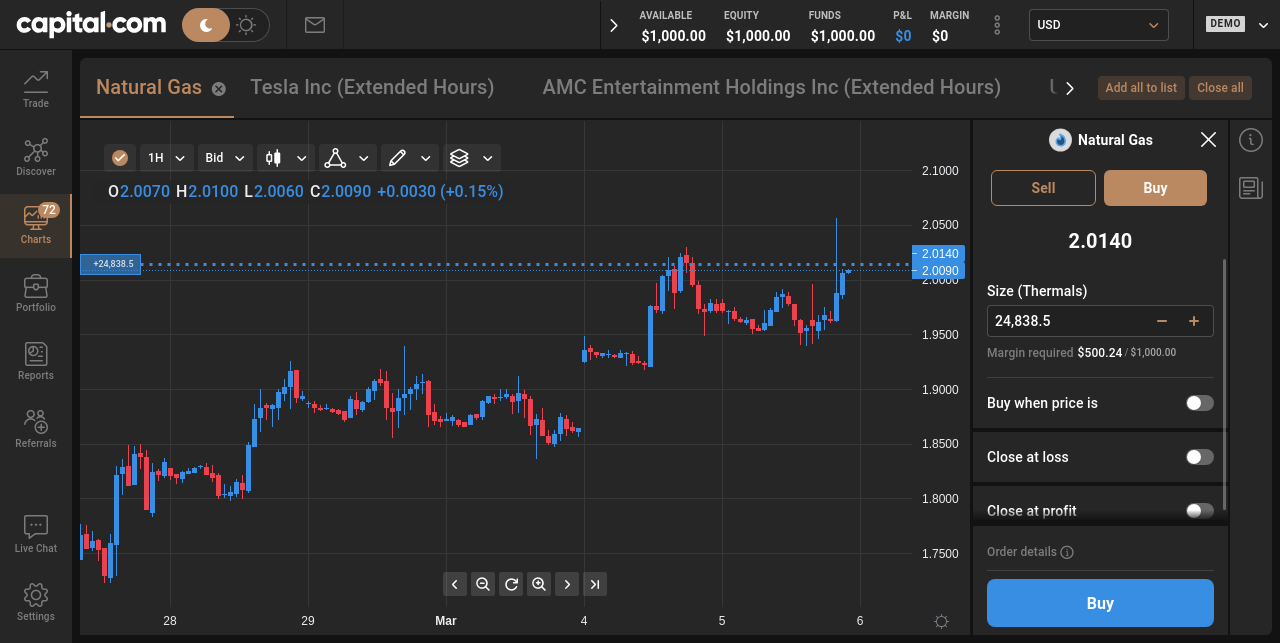 capital.com
AVAILABLE
$1,000.00
EQUITY
$1,000.00
FUNDS
$1,000.00
P&L
$0
MARGIN
$0
USD
DEMO
Trade
Discover
72
Charts
Portfolio
Reports
Referrals
Live Chat
Settings
Natural Gas
Tesla Inc (Extended Hours)
AMC Entertainment Holdings Inc (Extended Hours)
Add all to list
Close all
1H
Bid
O2.0070 H2.0100 L2.0060 C2.0090 +0.0030 (+0.15%)
+24,838.5
2.1000
2.0500
2.0140
2.0090
2.0000
1.9500
1.9000
1.8500
1.8000
1.7500
28
29
Mar
4
5
6
Natural Gas
Sell
Buy
2.0140
Size (Thermals)
24,838.5
Margin required $500.24 / $1,000.00
Buy when price is
Close at loss
Close at profit
Order details
Buy